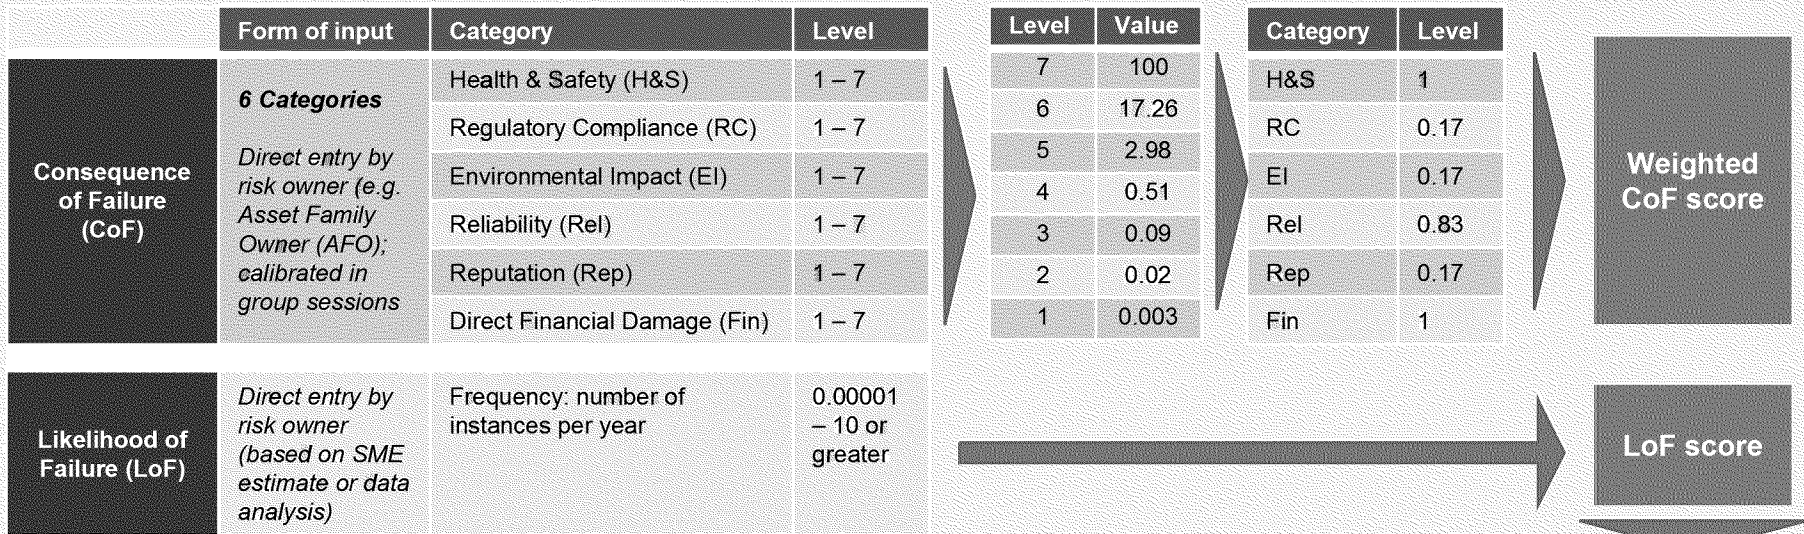 Form of input Category Level
Consequence
of Failure
(CoF)
6 Categories
Direct entry by
risk owner (e.g.
Asset Family
Owner (AFO);
calibrated in
group sessions
Health & Safety (H&S) 1 – 7
Regulatory Compliance (RC) 1 – 7
Environmental Impact (EI) 1 – 7
Reliability (Rel) 1 – 7
Reputation (Rep) 1 – 7
Direct Financial Damage (Fin) 1 – 7
Level Value
7 100
6 17.26
5 2.98
4 0.51
3 0.09
2 0.02
1 0.003
Category Level
H&S 1
RC 0.17
EI 0.17
Rel 0.83
Rep 0.17
Fin 1
Weighted
CoF score
Likelihood of
Failure (LoF)
Direct entry by
risk owner
(based on SME
estimate or data
analysis)
Frequency: number of
instances per year
0.00001
– 10 or
greater
LoF score